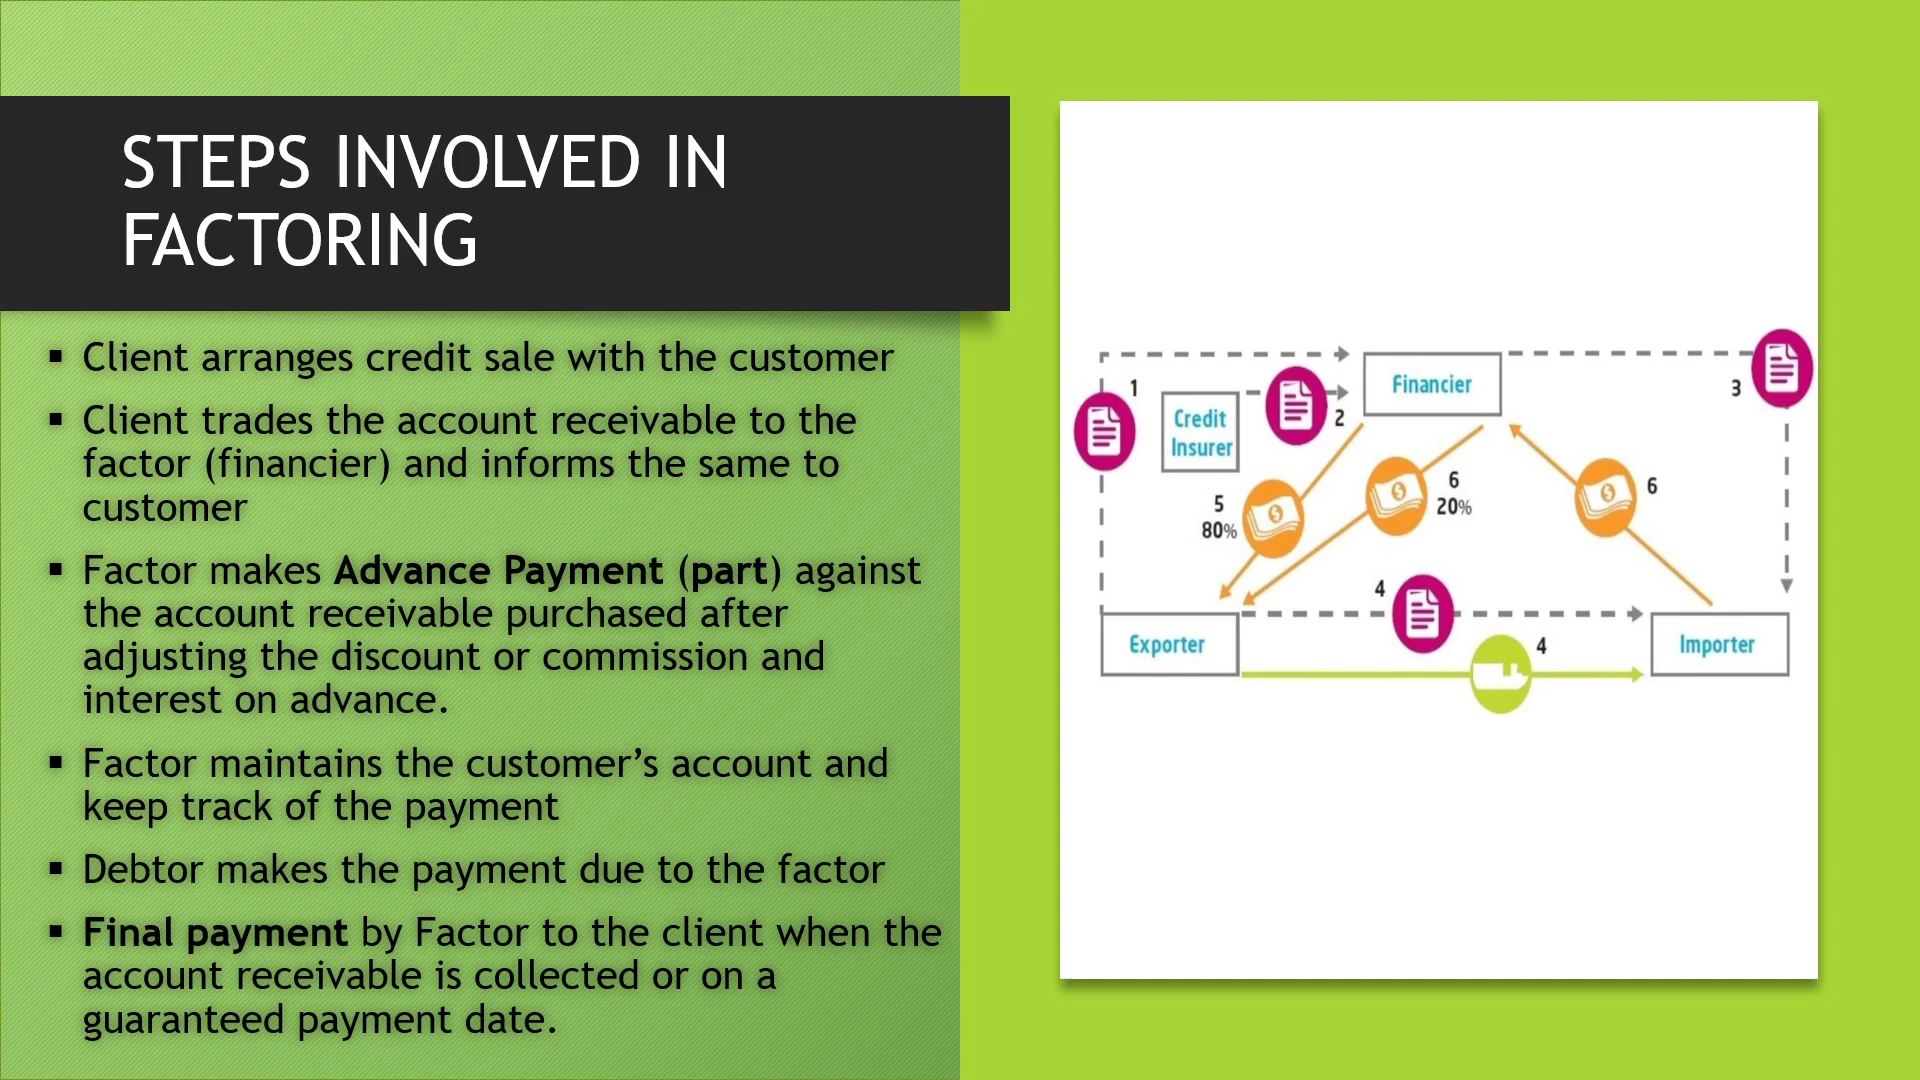 STEPS INVOLVED IN
FACTORING
▪ Client arranges credit sale with the customer
▪ Client trades the account receivable to the
factor (financier) and informs the same to
customer
▪ Factor makes Advance Payment (part) against
the account receivable purchased after
adjusting the discount or commission and
interest on advance.
▪ Factor maintains the customer’s account and
keep track of the payment
▪ Debtor makes the payment due to the factor
▪ Final payment by Factor to the client when the
account receivable is collected or on a
guaranteed payment date.
1
Credit
Insurer
2
Financier
3
5
80%
6
20%
6
4
Exporter
4
Importer